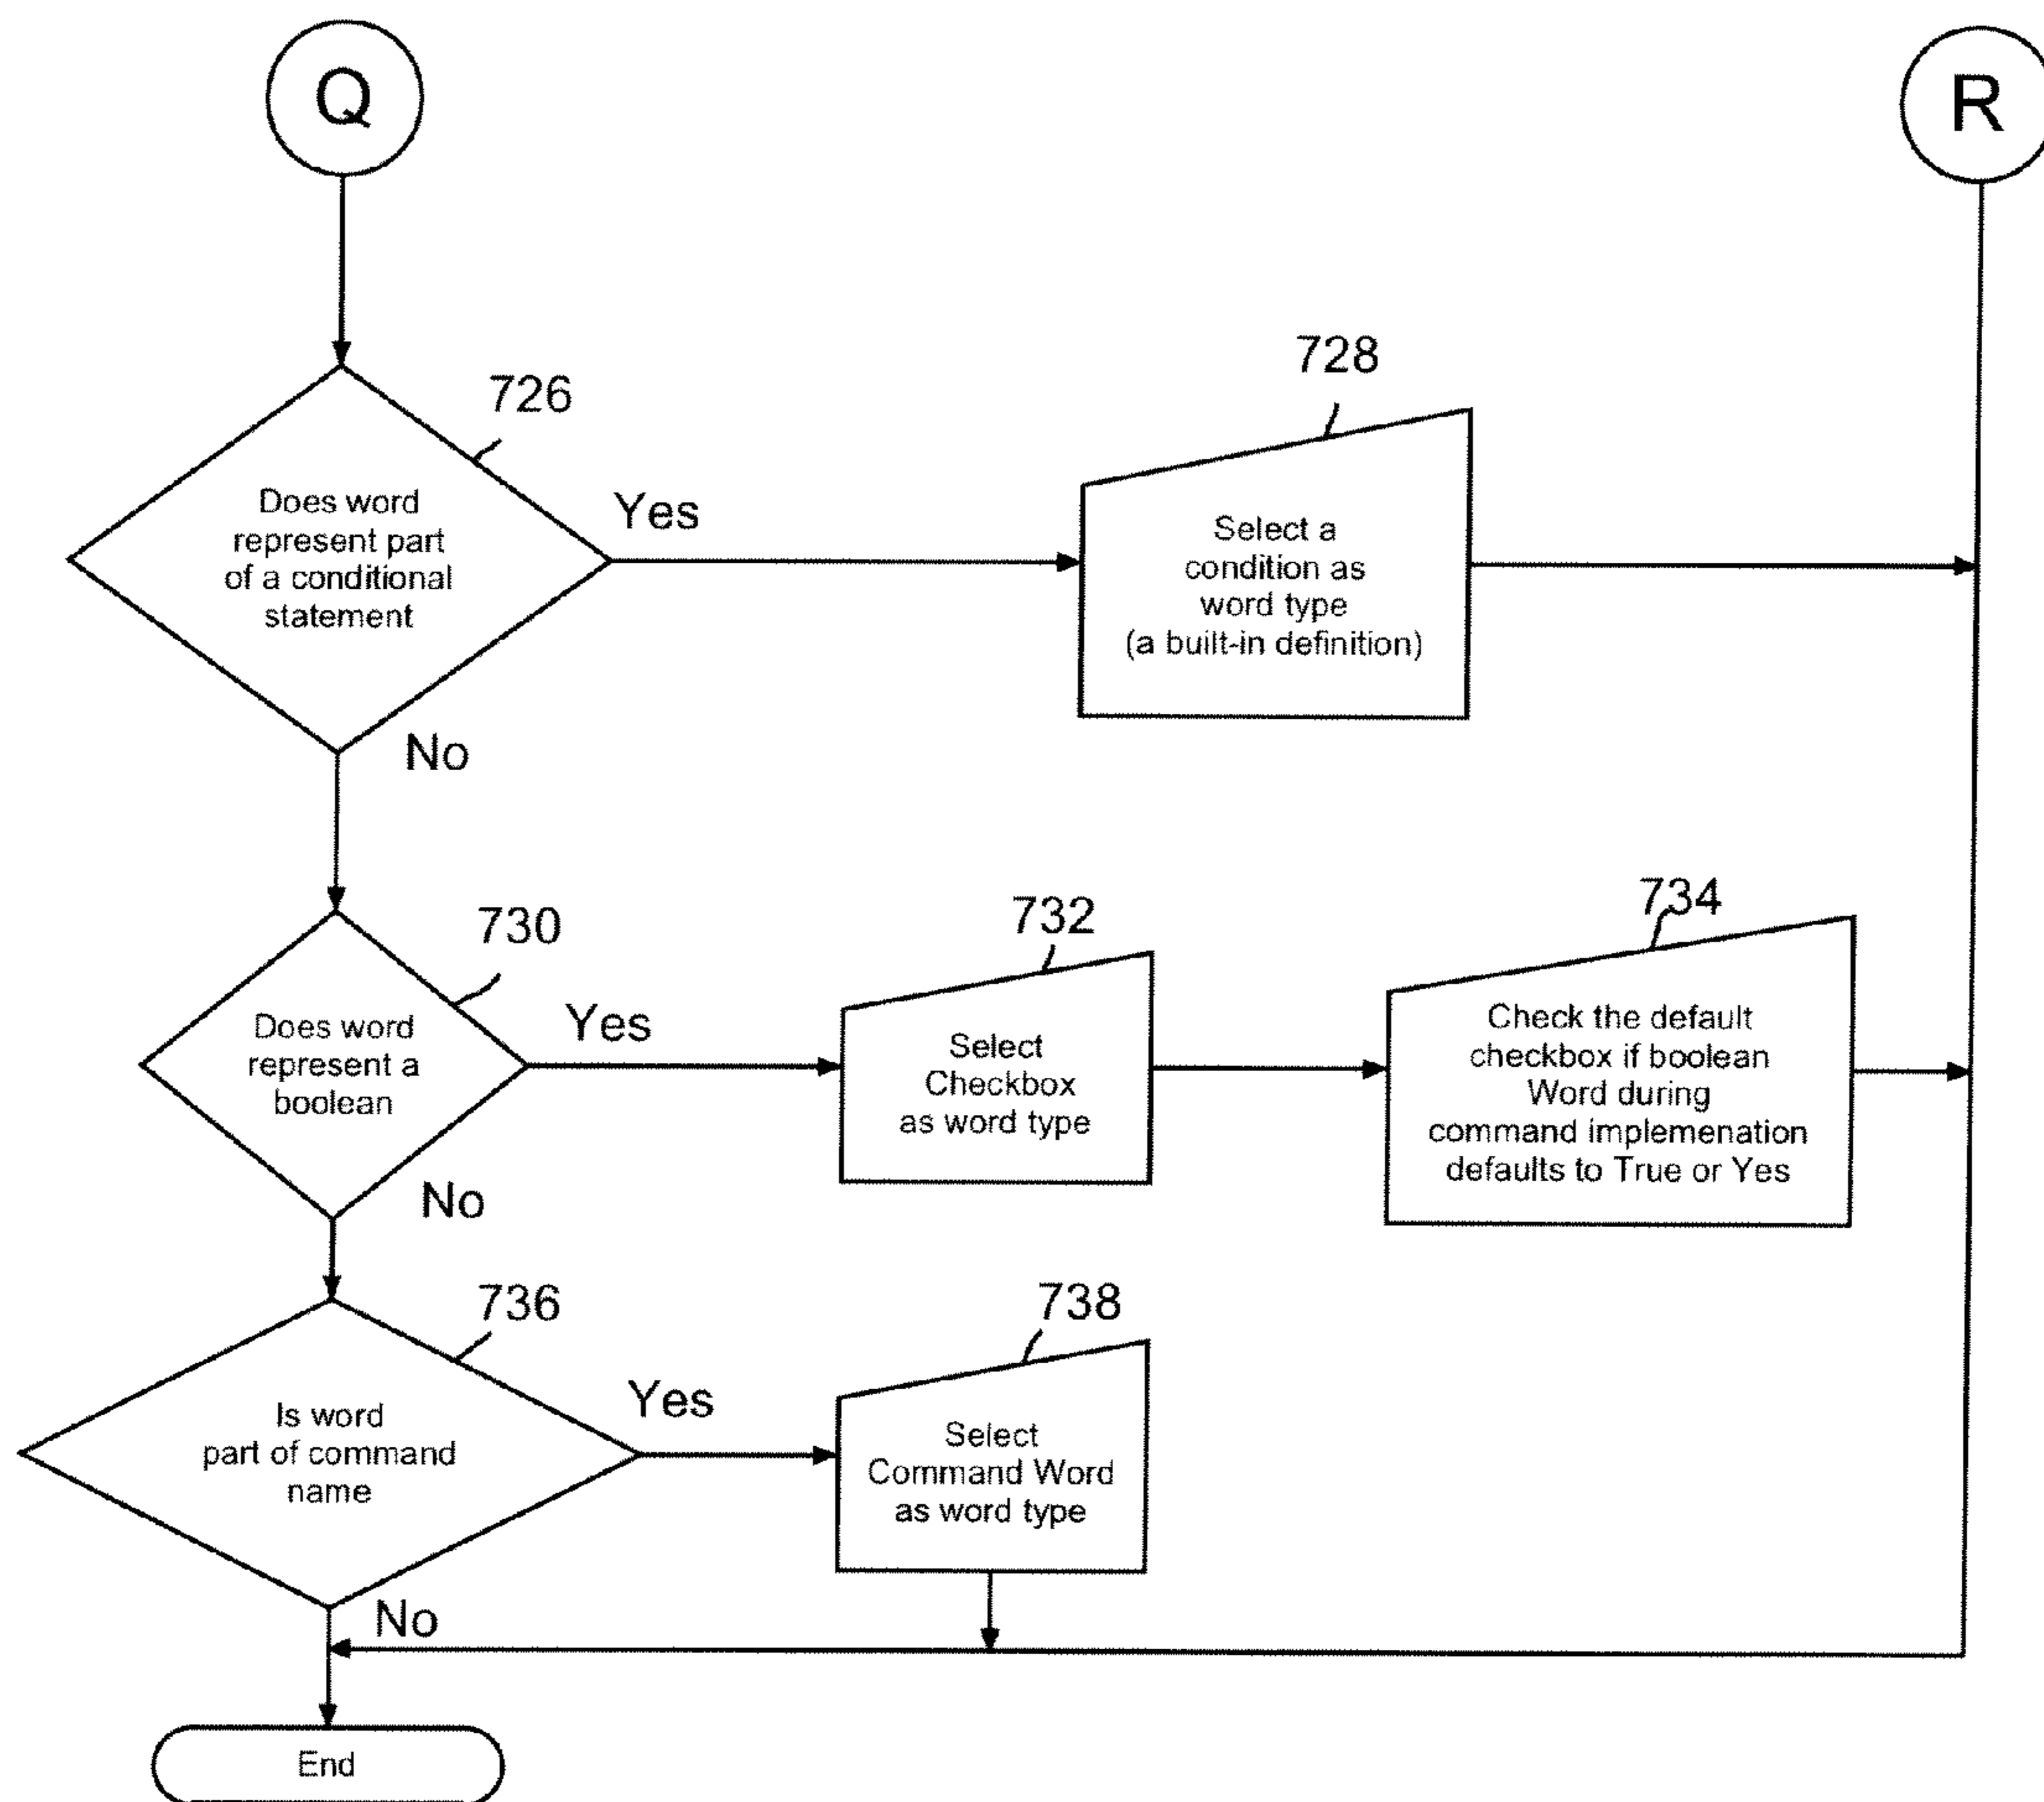 Q
R
726
728
Does word
represent part
of a conditional
statement
Yes
Select a
condition as
word type
(a built-in definition)
No
730
732
734
Does word
represent a
boolean
Yes
Select
Checkbox
as word type
Check the default
checkbox if boolean
Word during
command implemenation
defaults to True or Yes
No
736
738
Is word
part of command
name
Yes
Select
Command Word
as word type
No
End